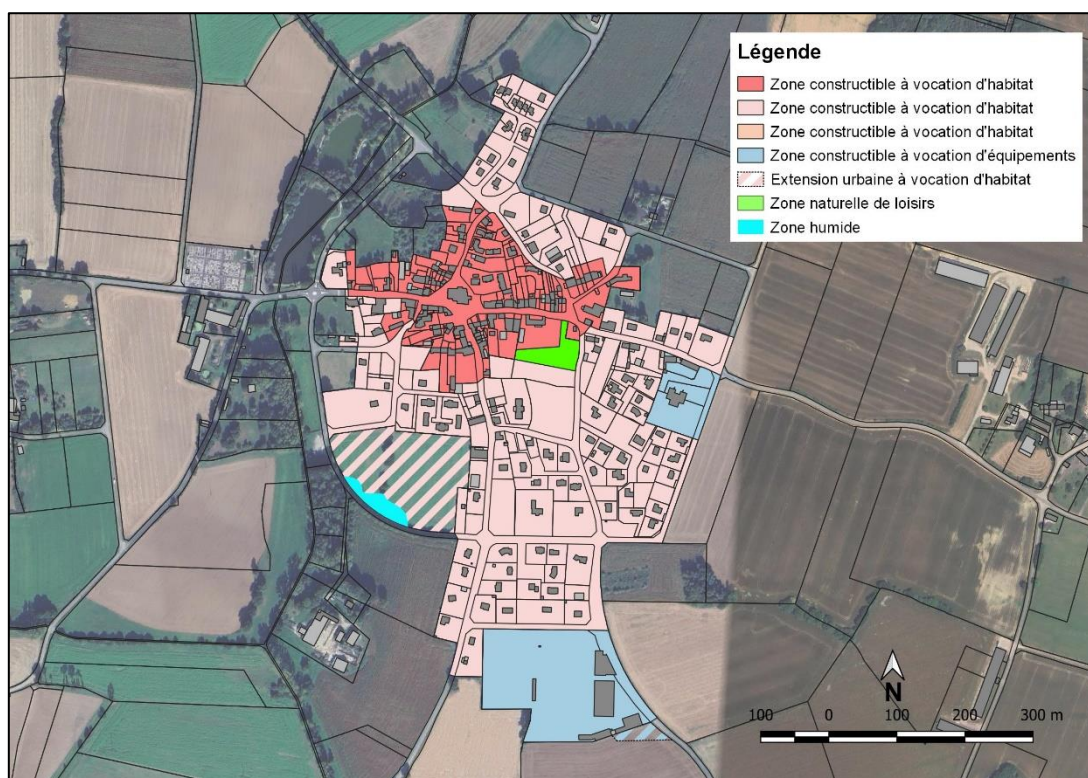 Légende
Zone constructible à vocation d'habitat
Zone constructible à vocation d'habitat
Zone constructible à vocation d'habitat
Zone constructible à vocation d'équipements
Extension urbaine à vocation d'habitat
Zone naturelle de loisirs
Zone humide
N
100 0 100 200 300 m